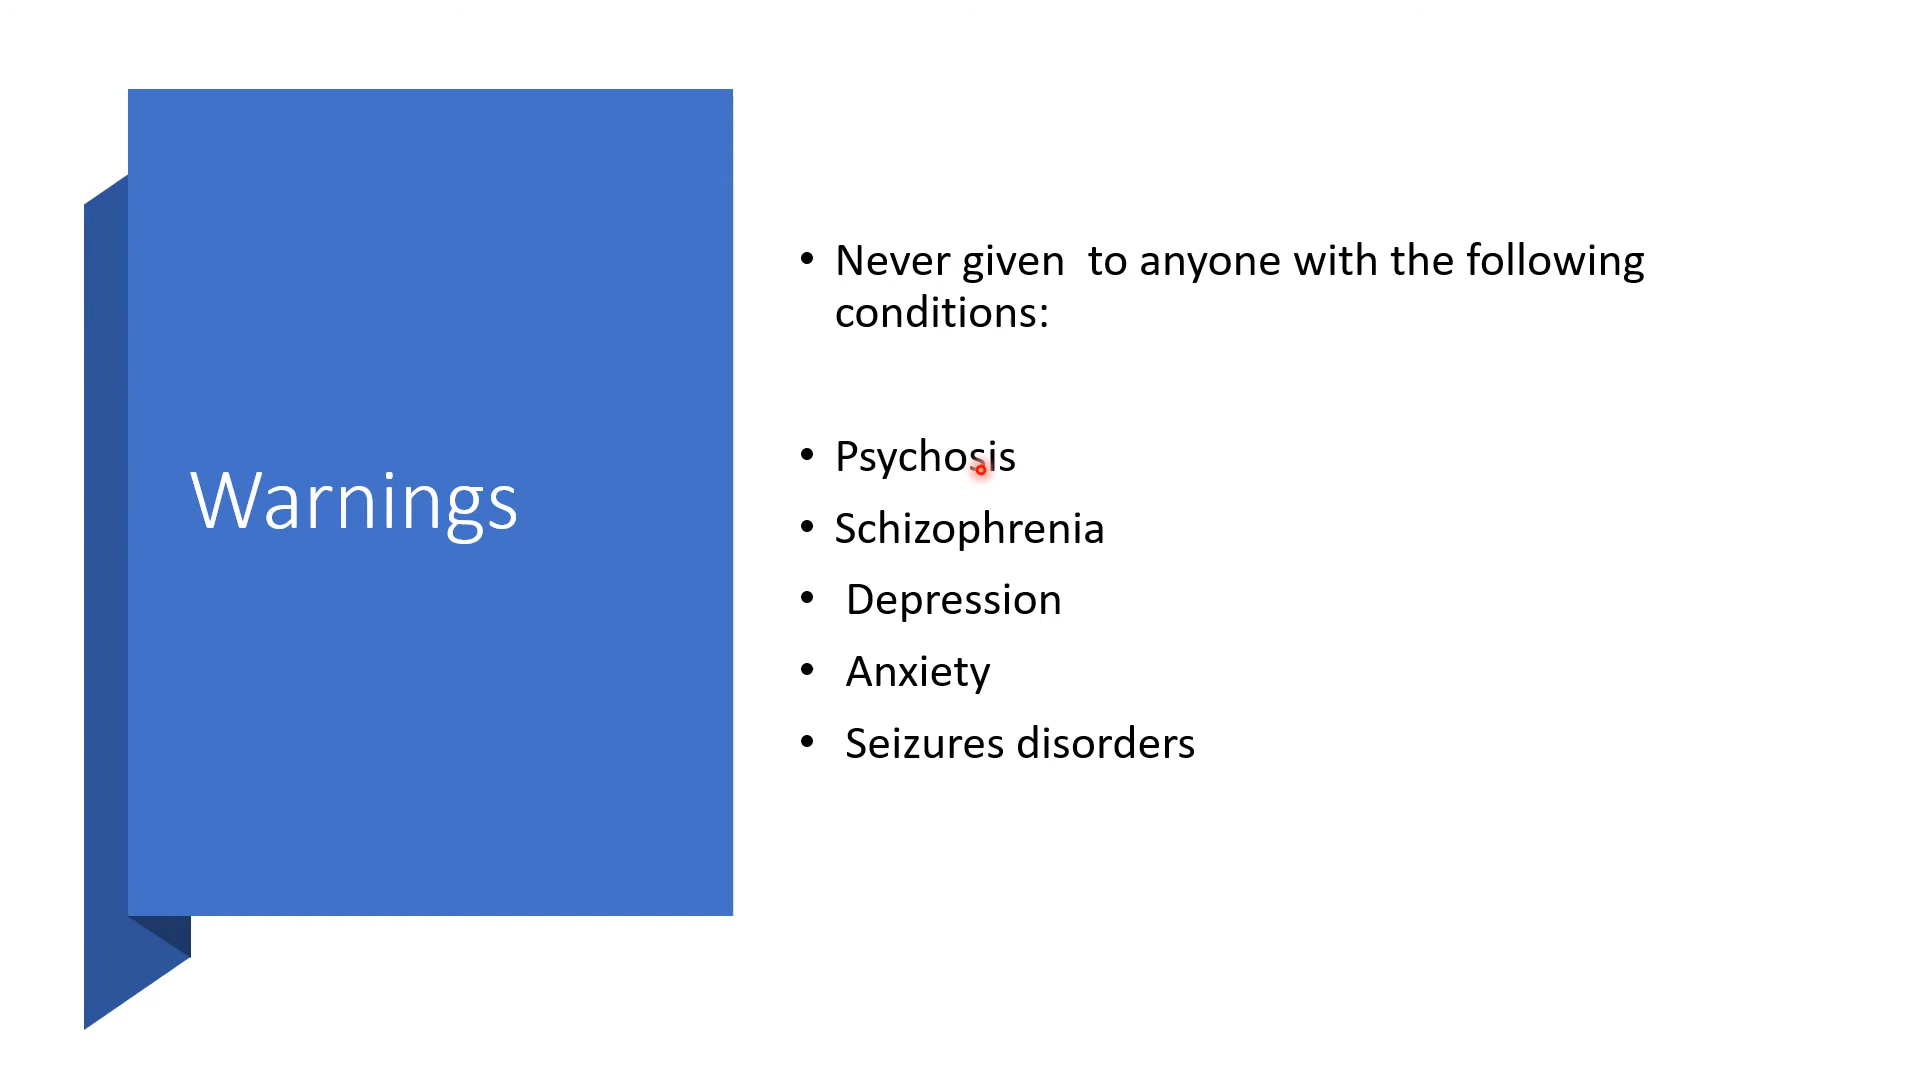 Warnings
• Never given  to anyone with the following
conditions:
• Psychosis
• Schizophrenia
•  Depression
•  Anxiety
•  Seizures disorders